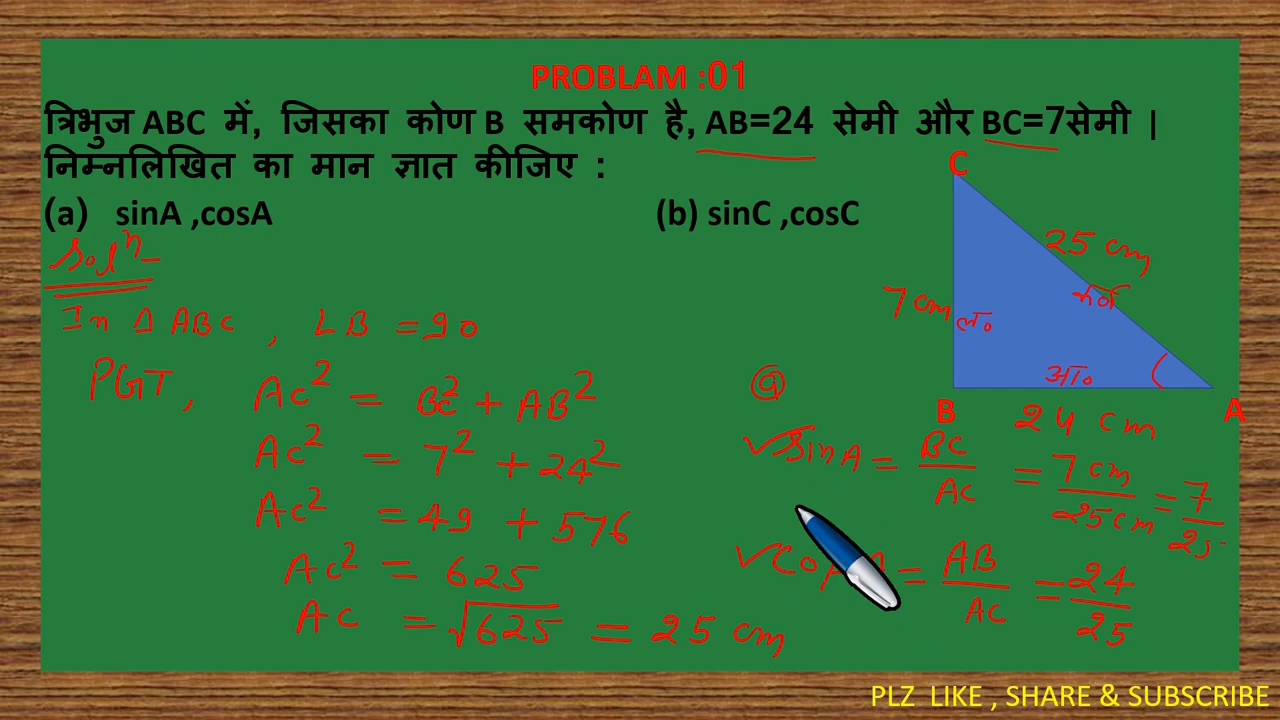 PROBLAM :01
त्रिभुज ABC में, जिसका कोण B समकोण है, AB=24 सेमी और BC=7सेमी |
निम्नलिखित का मान ज्ञात कीजिए :
(a) sinA ,cosA (b) sinC ,cosC
Solⁿ
In Δ ABC , ∠B = 90
PGT, AC² = BC² + AB²
AC² = 7² + 24²
AC² = 49 + 576
AC² = 625
AC = √625 = 25 cm
C
25 cm
7 cm
ल०
कर्ण
आ०
B
A
24 cm
ⓐ
✓SinA = BC/AC = 7 cm/25 cm = 7/25
= AB/AC = 24/25
PLZ LIKE , SHARE & SUBSCRIBE